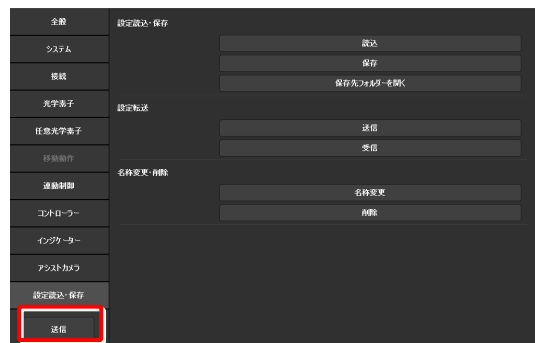 全般
システム
接続
光学素子
任意光学素子
移動動作
連動制御
コントローラー
インジケーター
アシストカメラ
設定読込・保存
送信
設定読込・保存
読込
保存
保存先フォルダーを開く
設定転送
送信
受信
名称変更・削除
名称変更
削除